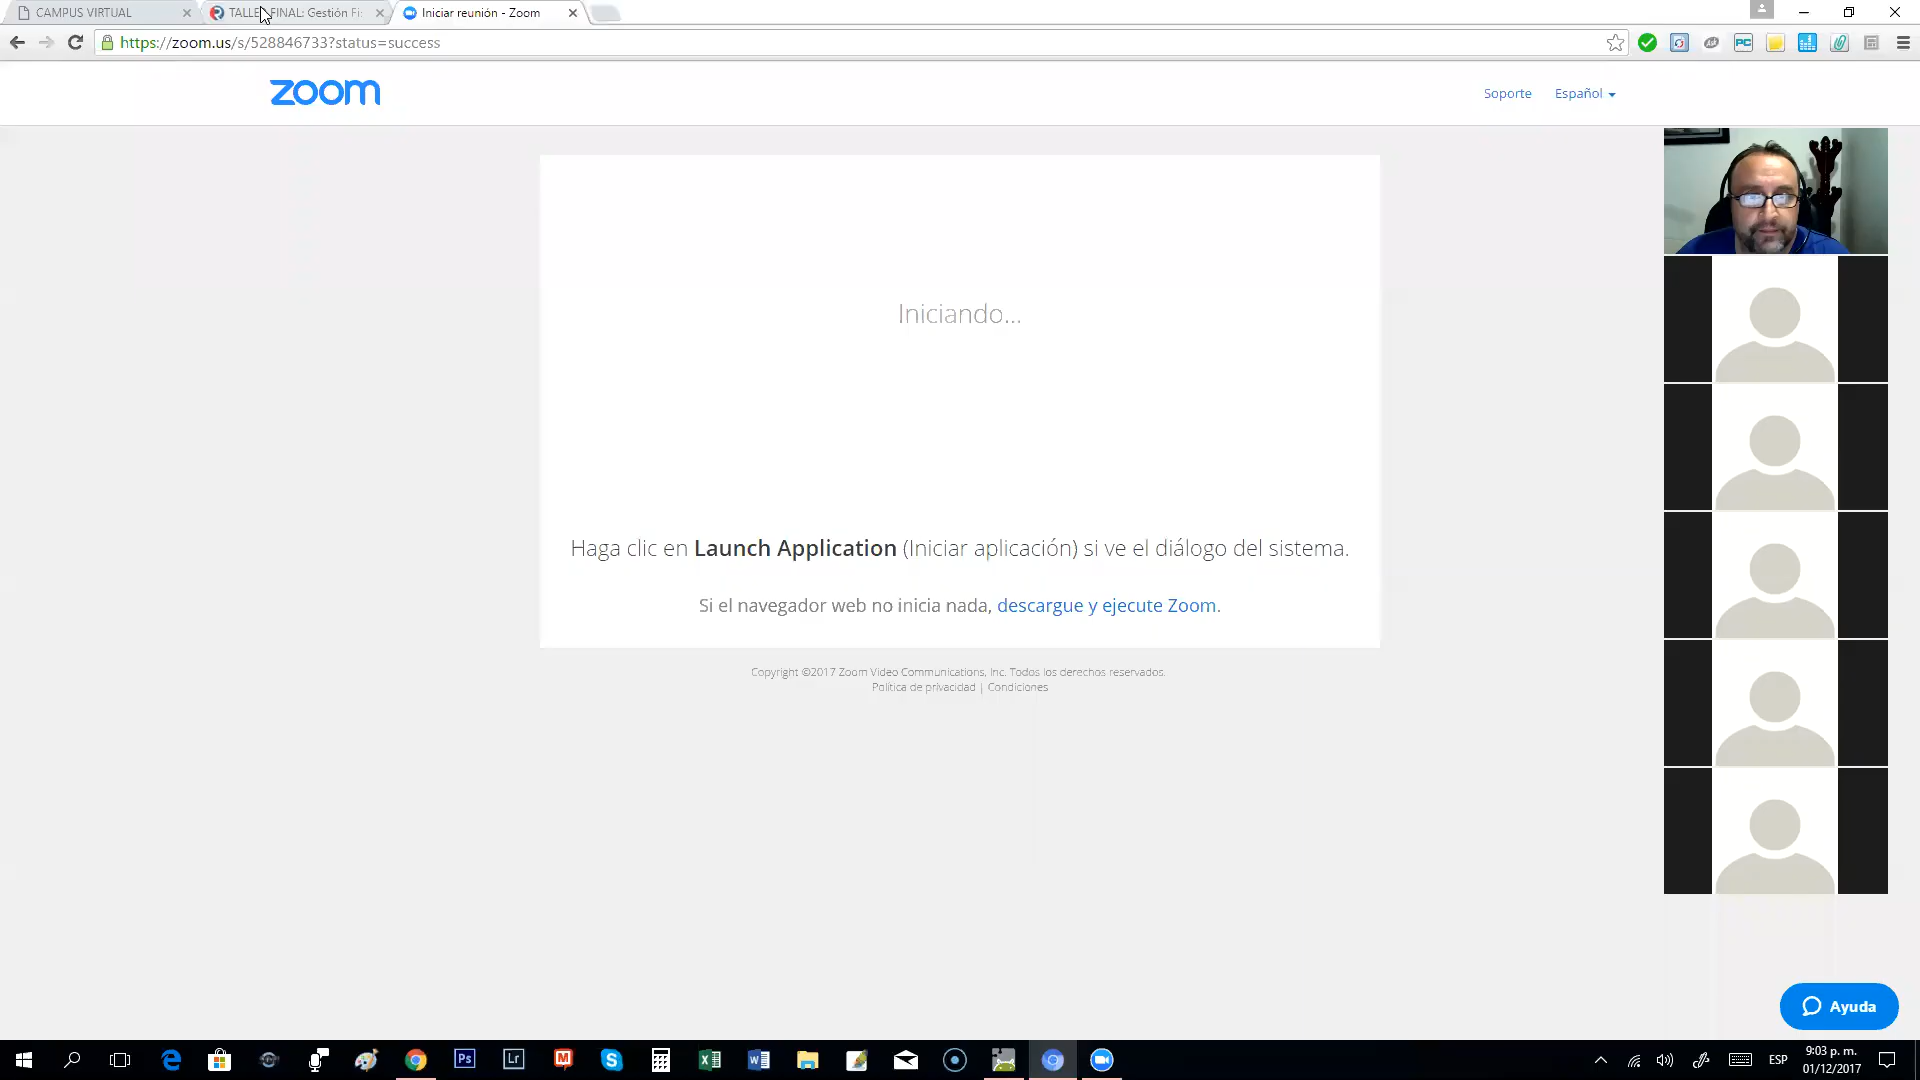 CAMPUS VIRTUAL
FINAL: Gestión Fi
Iniciar reunión - Zoom
https://zoom.us/s/528846733?status=success
zoom
Soporte
Español
Iniciando...
Haga clic en Launch Application (Iniciar aplicación) si ve el diálogo del sistema.
Si el navegador web no inicia nada, descargue y ejecute Zoom.
Copyright ©2017 Zoom Video Communications, Inc. Todos los derechos reservados.
Política de privacidad | Condiciones
Ayuda
Ps
Lr
ESP
9:03 p. m.
01/12/2017